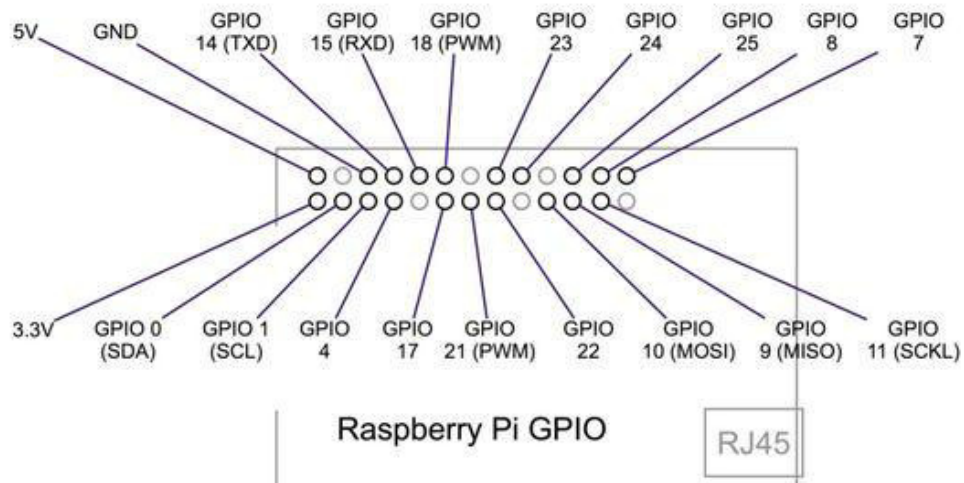 5V
GND
GPIO
14 (TXD)
GPIO
15 (RXD)
GPIO
18 (PWM)
GPIO
23
GPIO
24
GPIO
25
GPIO
8
GPIO
7
3.3V
GPIO 0
(SDA)
GPIO 1
(SCL)
GPIO
4
GPIO
17
GPIO
21 (PWM)
GPIO
22
GPIO
10 (MOSI)
GPIO
9 (MISO)
GPIO
11 (SCKL)
Raspberry Pi GPIO
RJ45